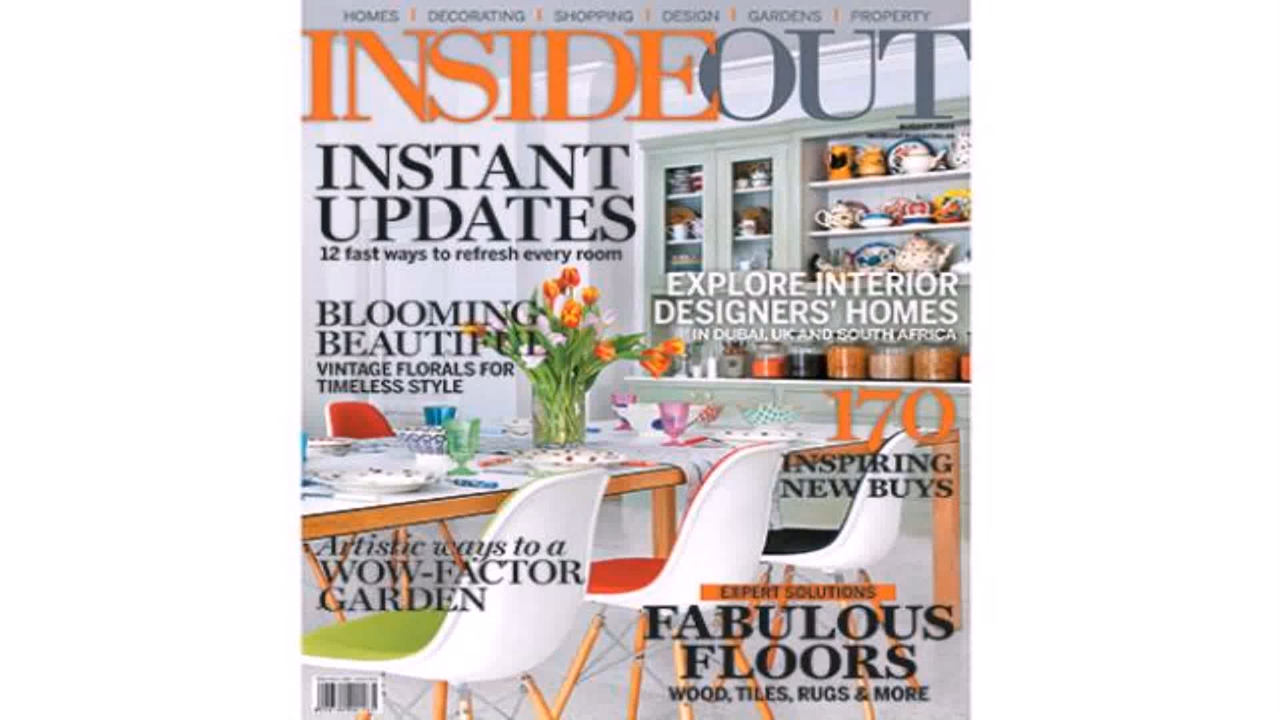 HOMES | DECORATING | SHOPPING | DESIGN | GARDENS | PROPERTY
INSIDEOUT
INSTANT
UPDATES
12 fast ways to refresh every room
EXPLORE INTERIOR
DESIGNERS' HOMES
IN DUBAI, UK AND SOUTH AFRICA
BLOOMING
BEAUTIFUL
VINTAGE FLORALS FOR
TIMELESS STYLE
170
INSPIRING
NEW BUYS
Artistic ways to a
WOW-FACTOR
GARDEN
EXPERT SOLUTIONS
FABULOUS
FLOORS
WOOD, TILES, RUGS & MORE